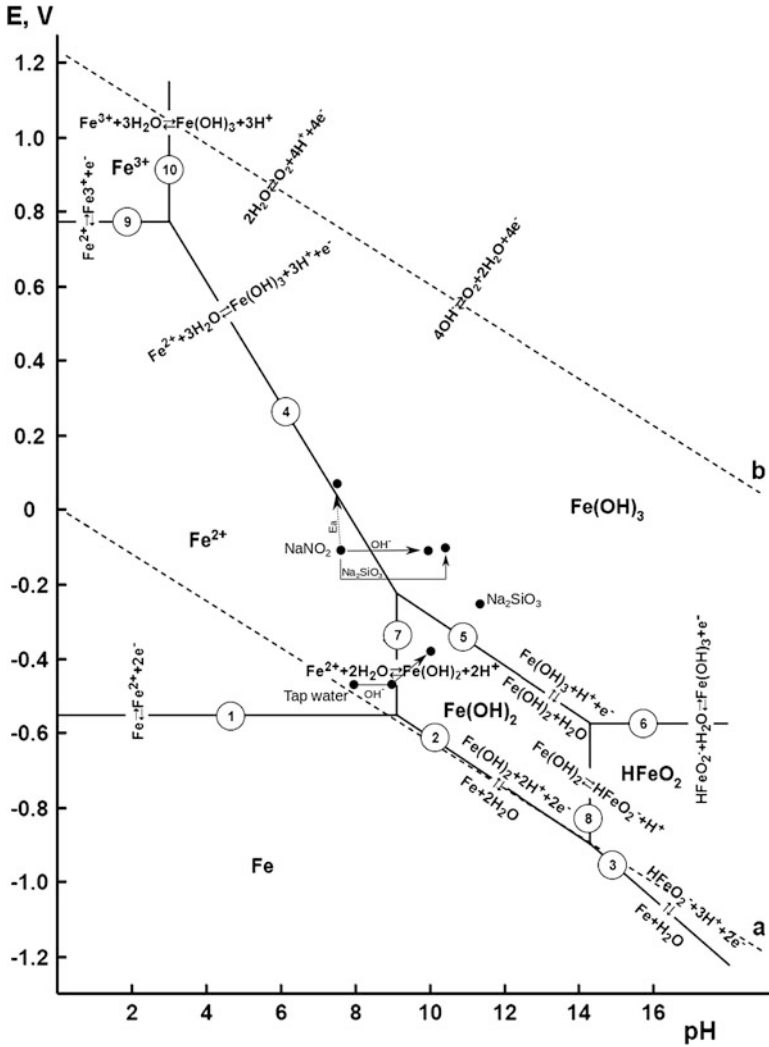 E, V
1.2
1.0
0.8
0.6
0.4
0.2
0
-0.2
-0.4
-0.6
-0.8
-1.0
-1.2
2
4
6
8
10
12
14
16
pH
Fe³⁺+3H₂O⇄Fe(OH)₃+3H⁺
Fe³⁺
10
Fe²⁺⇄Fe3⁺+e⁻
9
2H₂O⇄O₂+4H⁺+4e⁻
4OH⁻⇄O₂+2H₂O+4e⁻
Fe²⁺+3H₂O⇄Fe(OH)₃+3H⁺+e⁻
4
b
Fe(OH)₃
Fe²⁺
Ea
NaNO₂
OH⁻
Na₂SiO₃
Na₂SiO₃
7
5
Fe²⁺+2H₂O⇄Fe(OH)₂+2H⁺
Tap water
OH⁻
Fe(OH)₃+H⁺+e⁻
⇅
Fe(OH)₂+H₂O
6
HFeO₂⁻+H₂O⇄Fe(OH)₃+e⁻
Fe⇄Fe²⁺+2e⁻
1
Fe(OH)₂
2
Fe(OH)₂+2H⁺+2e⁻
⇅
Fe+2H₂O
Fe(OH)₂⇄HFeO₂⁻+H⁺
HFeO₂
8
3
Fe
HFeO₂⁻+3H⁺+2e⁻
⇅
Fe+H₂O
a